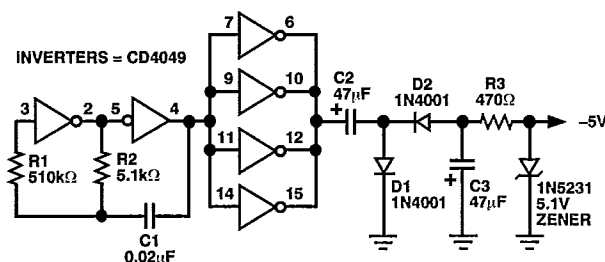 INVERTERS = CD4049
3
2
5
4
7
6
9
10
11
12
14
15
R1
510kΩ
R2
5.1kΩ
C1
0.02µF
C2
47µF
+
D2
1N4001
R3
470Ω
–5V
D1
1N4001
+
C3
47µF
1N5231
5.1V
ZENER